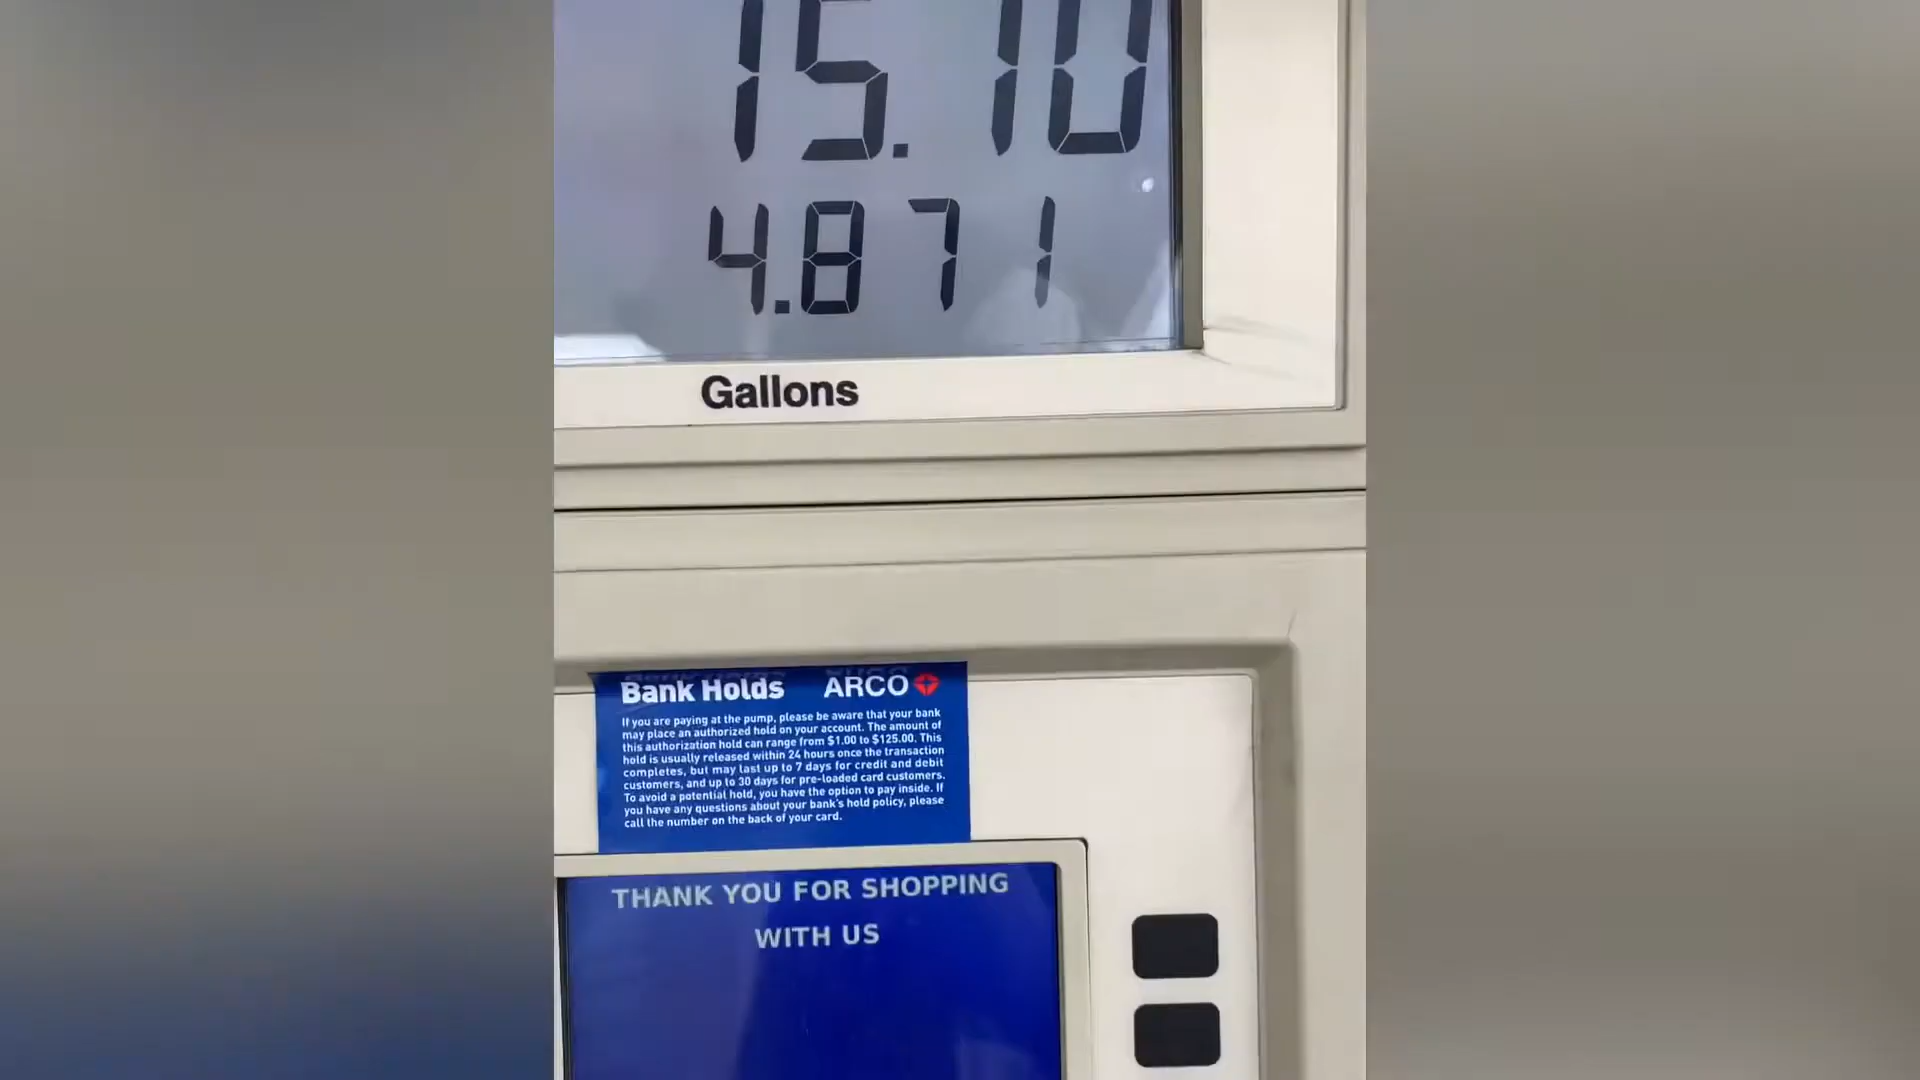 15.10
4.871
Gallons
Bank Holds ARCO
If you are paying at the pump, please be aware that your bank
may place an authorized hold on your account. The amount of
this authorization hold can range from $1.00 to $125.00. This
hold is usually released within 24 hours once the transaction
completes, but may last up to 7 days for credit and debit
customers, and up to 30 days for pre-loaded card customers.
To avoid a potential hold, you have the option to pay inside. If
you have any questions about your bank's hold policy, please
call the number on the back of your card.
THANK YOU FOR SHOPPING
WITH US